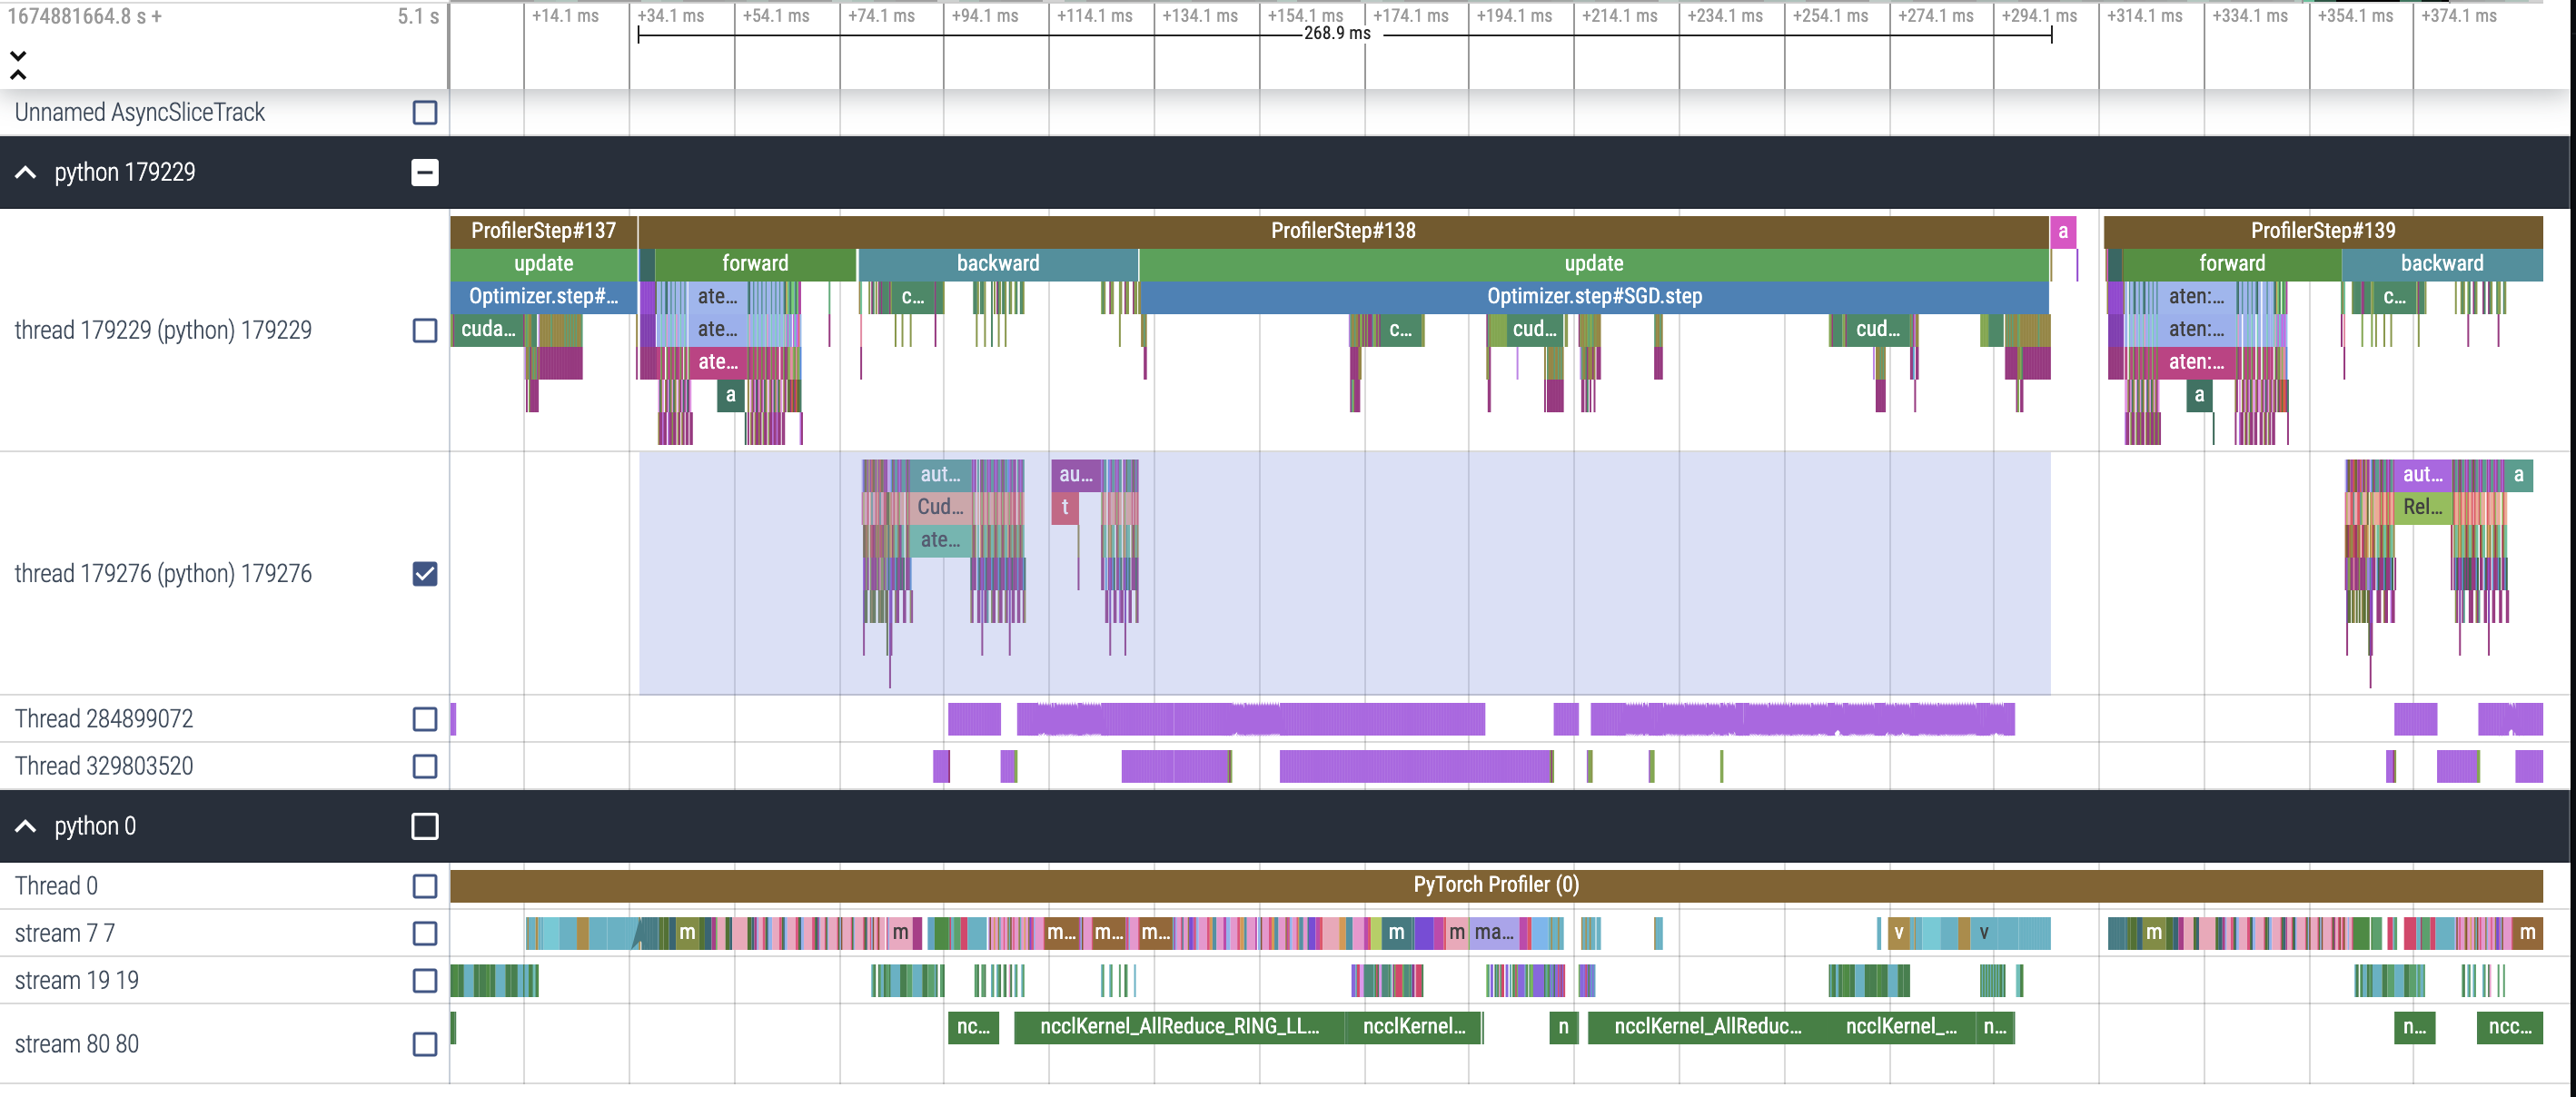 1674881664.8 s + 5.1 s +14.1 ms +34.1 ms +54.1 ms +74.1 ms +94.1 ms +114.1 ms +134.1 ms +154.1 ms +174.1 ms +194.1 ms +214.1 ms +234.1 ms +254.1 ms +274.1 ms +294.1 ms +314.1 ms +334.1 ms +354.1 ms +374.1 ms
268.9 ms
Unnamed AsyncSliceTrack
python 179229
ProfilerStep#137 ProfilerStep#138 a ProfilerStep#139
update forward backward update forward backward
Optimizer.step#... ate... c... Optimizer.step#SGD.step aten:... c...
thread 179229 (python) 179229
cuda... ate... c... cud... cud... aten:...
ate... aten:...
a a
aut... au... aut... a
Cud... t Rel...
ate...
thread 179276 (python) 179276
Thread 284899072
Thread 329803520
python 0
Thread 0 PyTorch Profiler (0)
stream 7 7 m m m... m... m... m m ma... v v m m
stream 19 19
stream 80 80 nc... ncclKernel_AllReduce_RING_LL... ncclKernel... n ncclKernel_AllReduc... ncclKernel_... n... n... ncc...